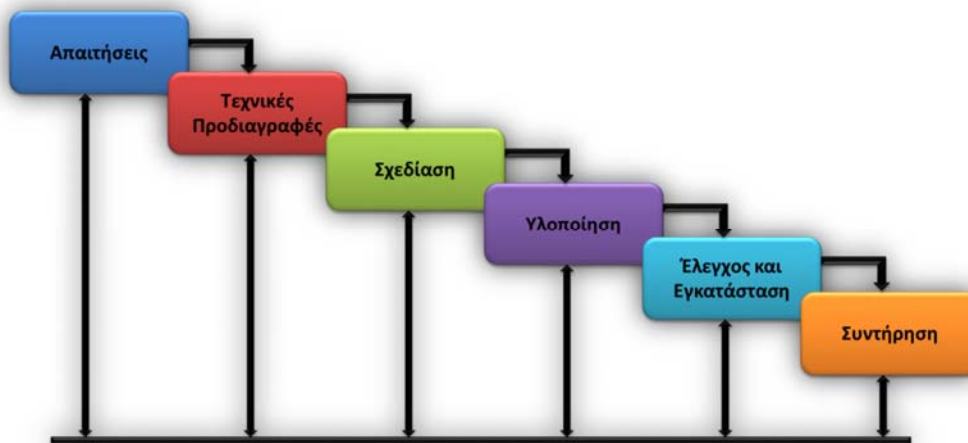 Απαιτήσεις
Τεχνικές
Προδιαγραφές
Σχεδίαση
Υλοποίηση
Έλεγχος και
Εγκατάσταση
Συντήρηση